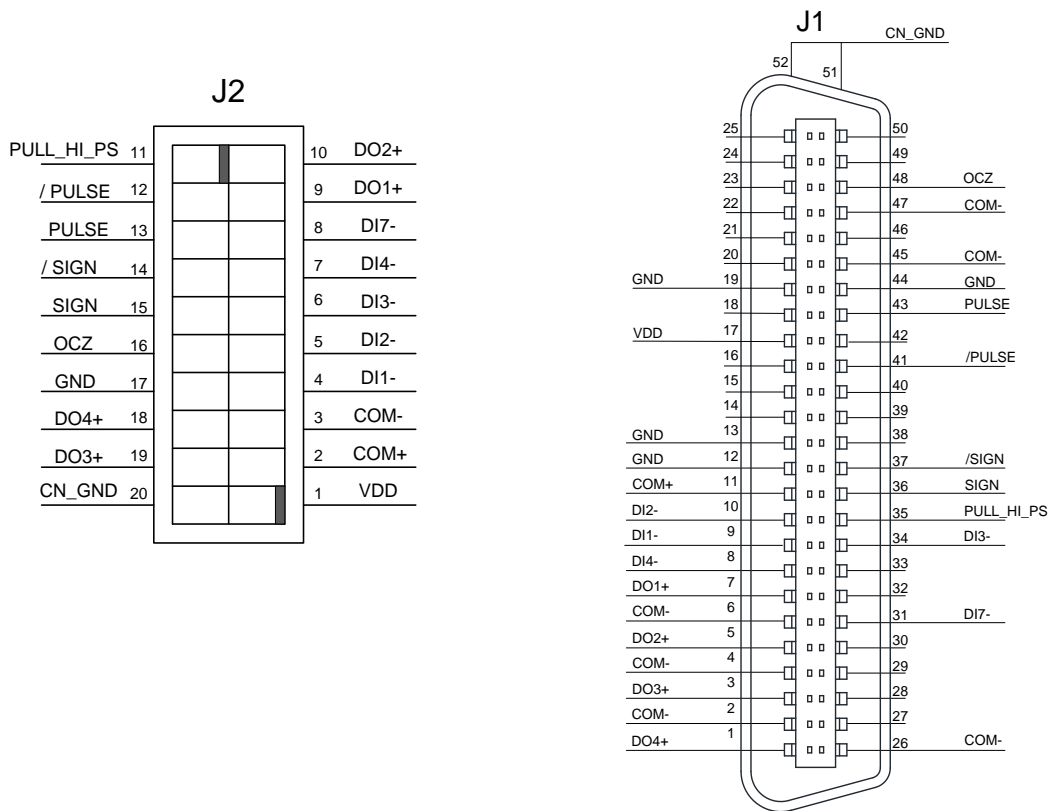 J2
PULL_HI_PS 11 10 DO2+
/ PULSE 12 9 DO1+
PULSE 13 8 DI7-
/ SIGN 14 7 DI4-
SIGN 15 6 DI3-
OCZ 16 5 DI2-
GND 17 4 DI1-
DO4+ 18 3 COM-
DO3+ 19 2 COM+
CN_GND 20 1 VDD
J1
CN_GND
52 51
25 50
24 49
23 48 OCZ
22 47 COM-
21 46
20 45 COM-
GND 19 44 GND
18 43 PULSE
VDD 17 42
16 41 /PULSE
15 40
14 39
GND 13 38
GND 12 37 /SIGN
COM+ 11 36 SIGN
DI2- 10 35 PULL_HI_PS
DI1- 9 34 DI3-
DI4- 8 33
DO1+ 7 32
COM- 6 31 DI7-
DO2+ 5 30
COM- 4 29
DO3+ 3 28
COM- 2 27
DO4+ 1 26 COM-